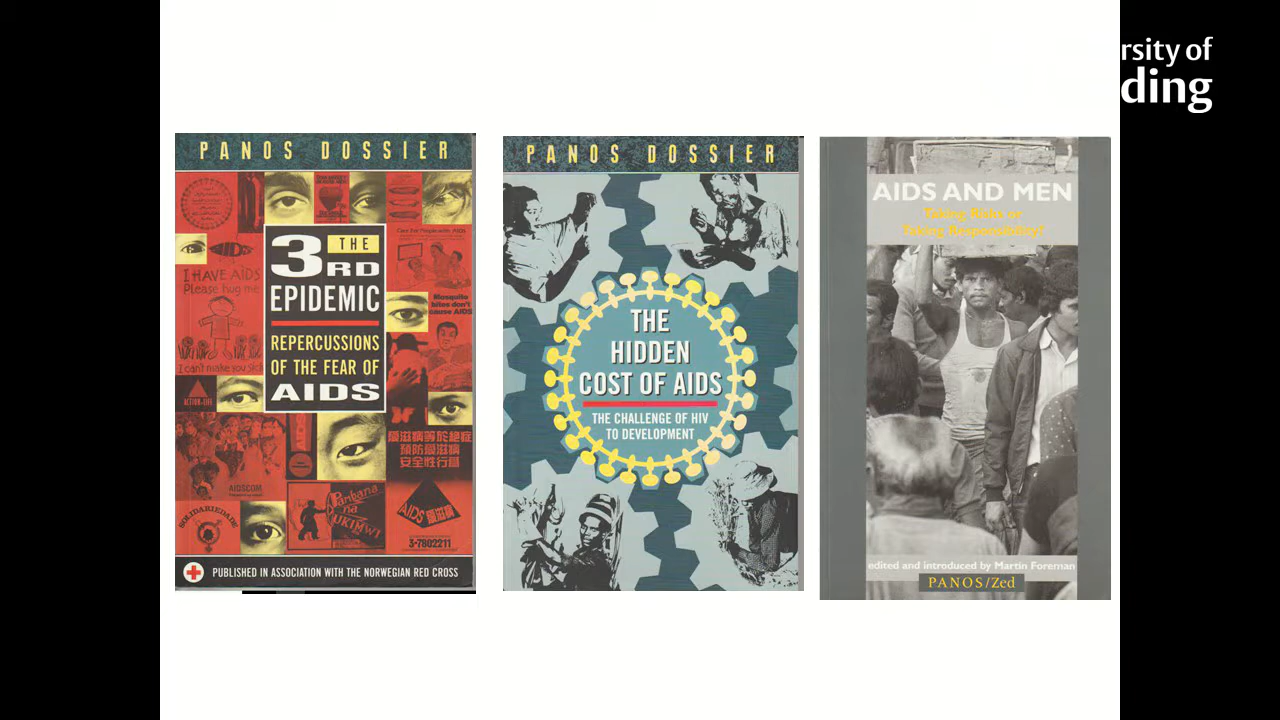 rsity of
ding
PANOS DOSSIER
THE
3RD
EPIDEMIC
REPERCUSSIONS
OF THE FEAR OF
AIDS
I HAVE AIDS
Please hug me
I can't make you sick
Mosquito
bites don't
cause AIDS
AIDSCOM
SOLIDARIEDADE
Pambana
na
UKIMWI
愛滋病等於絕症
預防愛滋病
安全性行為
AIDS 愛滋病
3-7802211
PUBLISHED IN ASSOCIATION WITH THE NORWEGIAN RED CROSS
PANOS DOSSIER
THE
HIDDEN
COST OF AIDS
THE CHALLENGE OF HIV
TO DEVELOPMENT
AIDS AND MEN
Taking Risks or
Taking Responsibility?
edited and introduced by Martin Foreman
PANOS/Zed